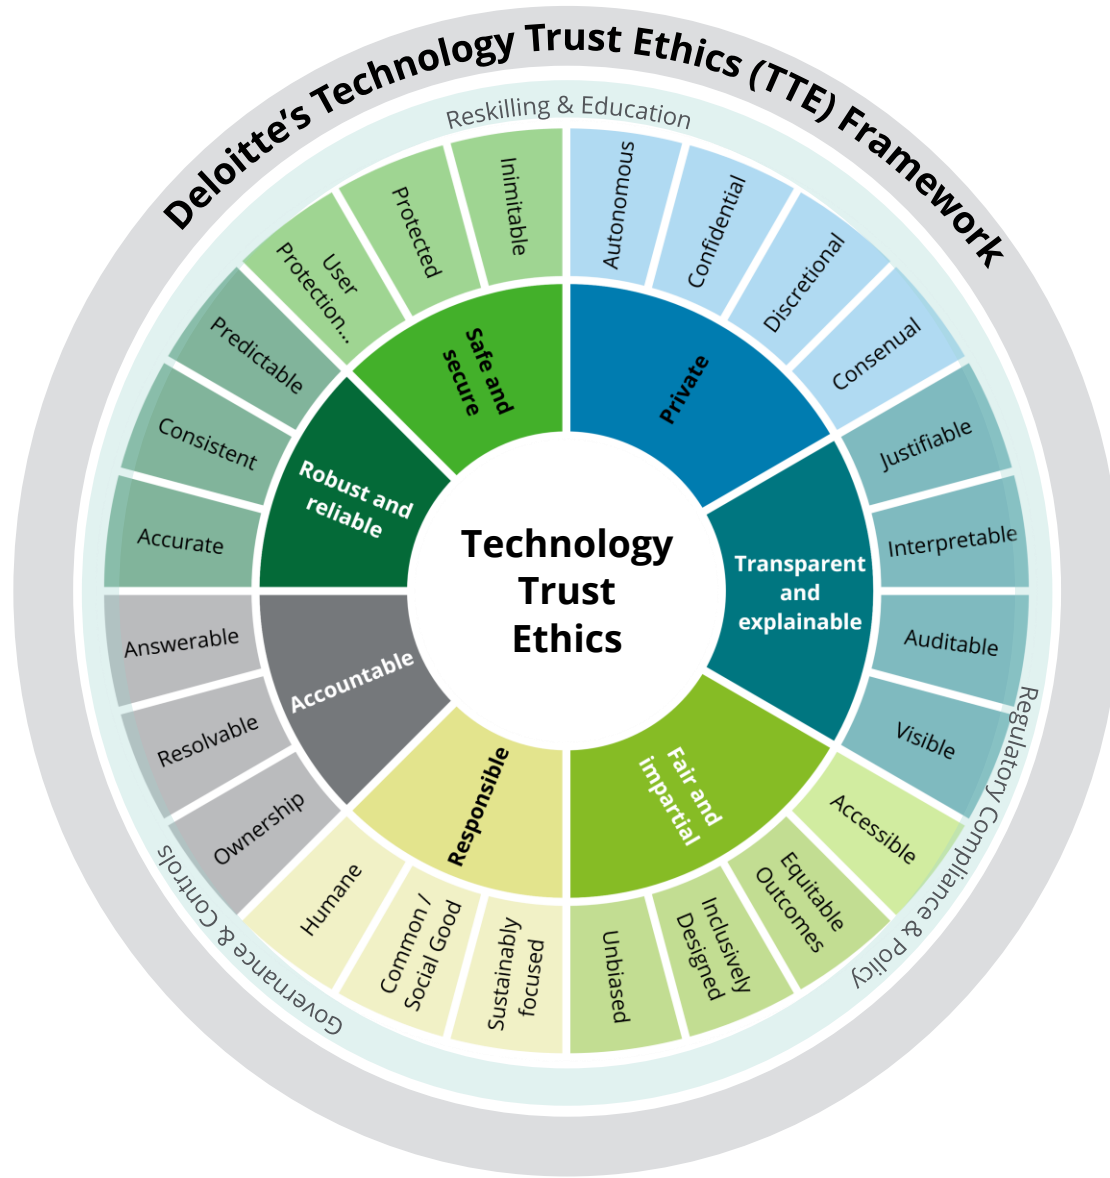 Deloitte’s Technology Trust Ethics (TTE) Framework
Reskilling & Education
Regulatory Compliance & Policy
Governance & Controls
Technology
Trust
Ethics
Private
Autonomous
Confidential
Discretional
Consenual
Transparent
and
explainable
Justifiable
Interpretable
Auditable
Visible
Fair and
impartial
Accessible
Equitable
Outcomes
Inclusively
Designed
Unbiased
Responsible
Sustainably
focused
Common /
Social Good
Humane
Accountable
Ownership
Resolvable
Answerable
Robust and
reliable
Accurate
Consistent
Predictable
Safe and
secure
User
Protection...
Protected
Inimitable